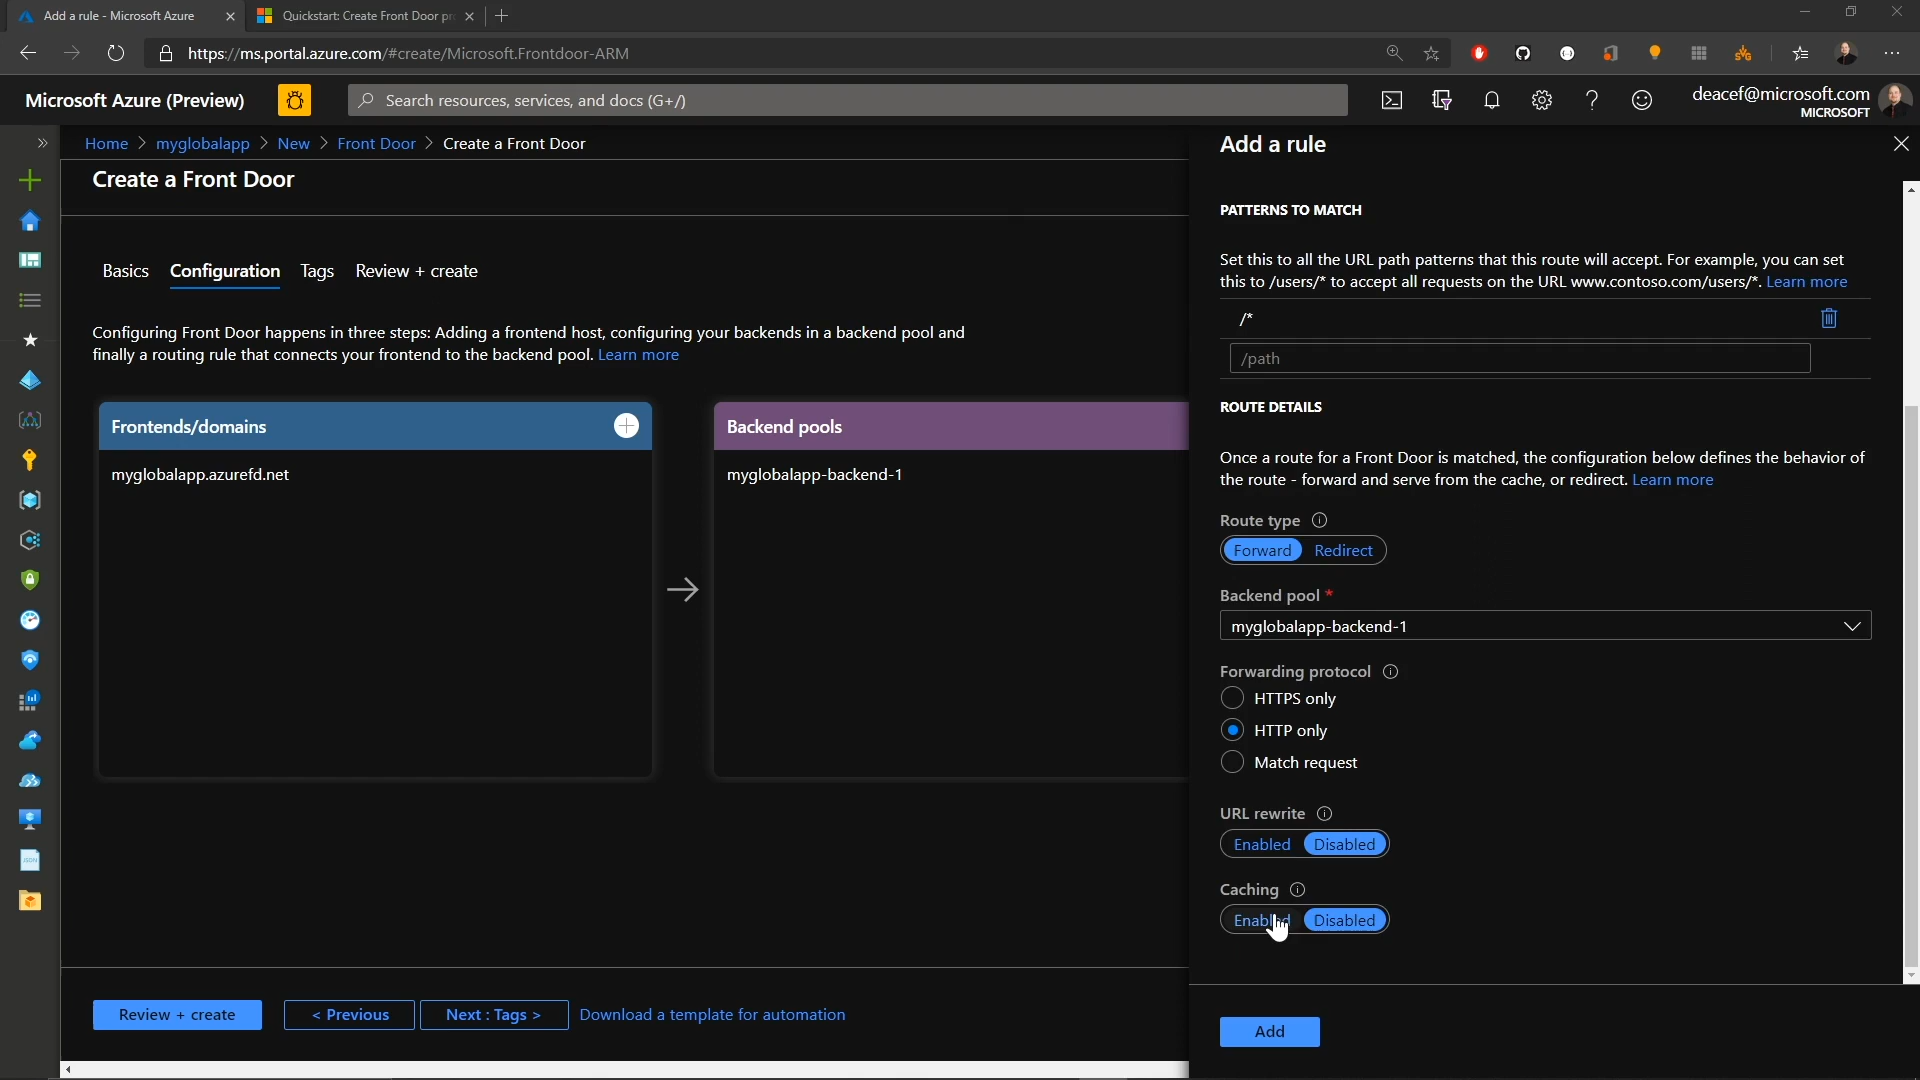 Add a rule - Microsoft Azure
Quickstart: Create Front Door pr
https://ms.portal.azure.com/#create/Microsoft.Frontdoor-ARM
Microsoft Azure (Preview)
Search resources, services, and docs (G+/)
deacef@microsoft.com
MICROSOFT
Home > myglobalapp > New > Front Door > Create a Front Door
Create a Front Door
Basics
Configuration
Tags
Review + create
Configuring Front Door happens in three steps: Adding a frontend host, configuring your backends in a backend pool and
finally a routing rule that connects your frontend to the backend pool. Learn more
Frontends/domains
myglobalapp.azurefd.net
Backend pools
myglobalapp-backend-1
Review + create
< Previous
Next : Tags >
Download a template for automation
Add a rule
PATTERNS TO MATCH
Set this to all the URL path patterns that this route will accept. For example, you can set
this to /users/* to accept all requests on the URL www.contoso.com/users/*. Learn more
/*
/path
ROUTE DETAILS
Once a route for a Front Door is matched, the configuration below defines the behavior of
the route - forward and serve from the cache, or redirect. Learn more
Route type
Forward
Redirect
Backend pool *
myglobalapp-backend-1
Forwarding protocol
HTTPS only
HTTP only
Match request
URL rewrite
Enabled
Disabled
Caching
Enabled
Disabled
Add